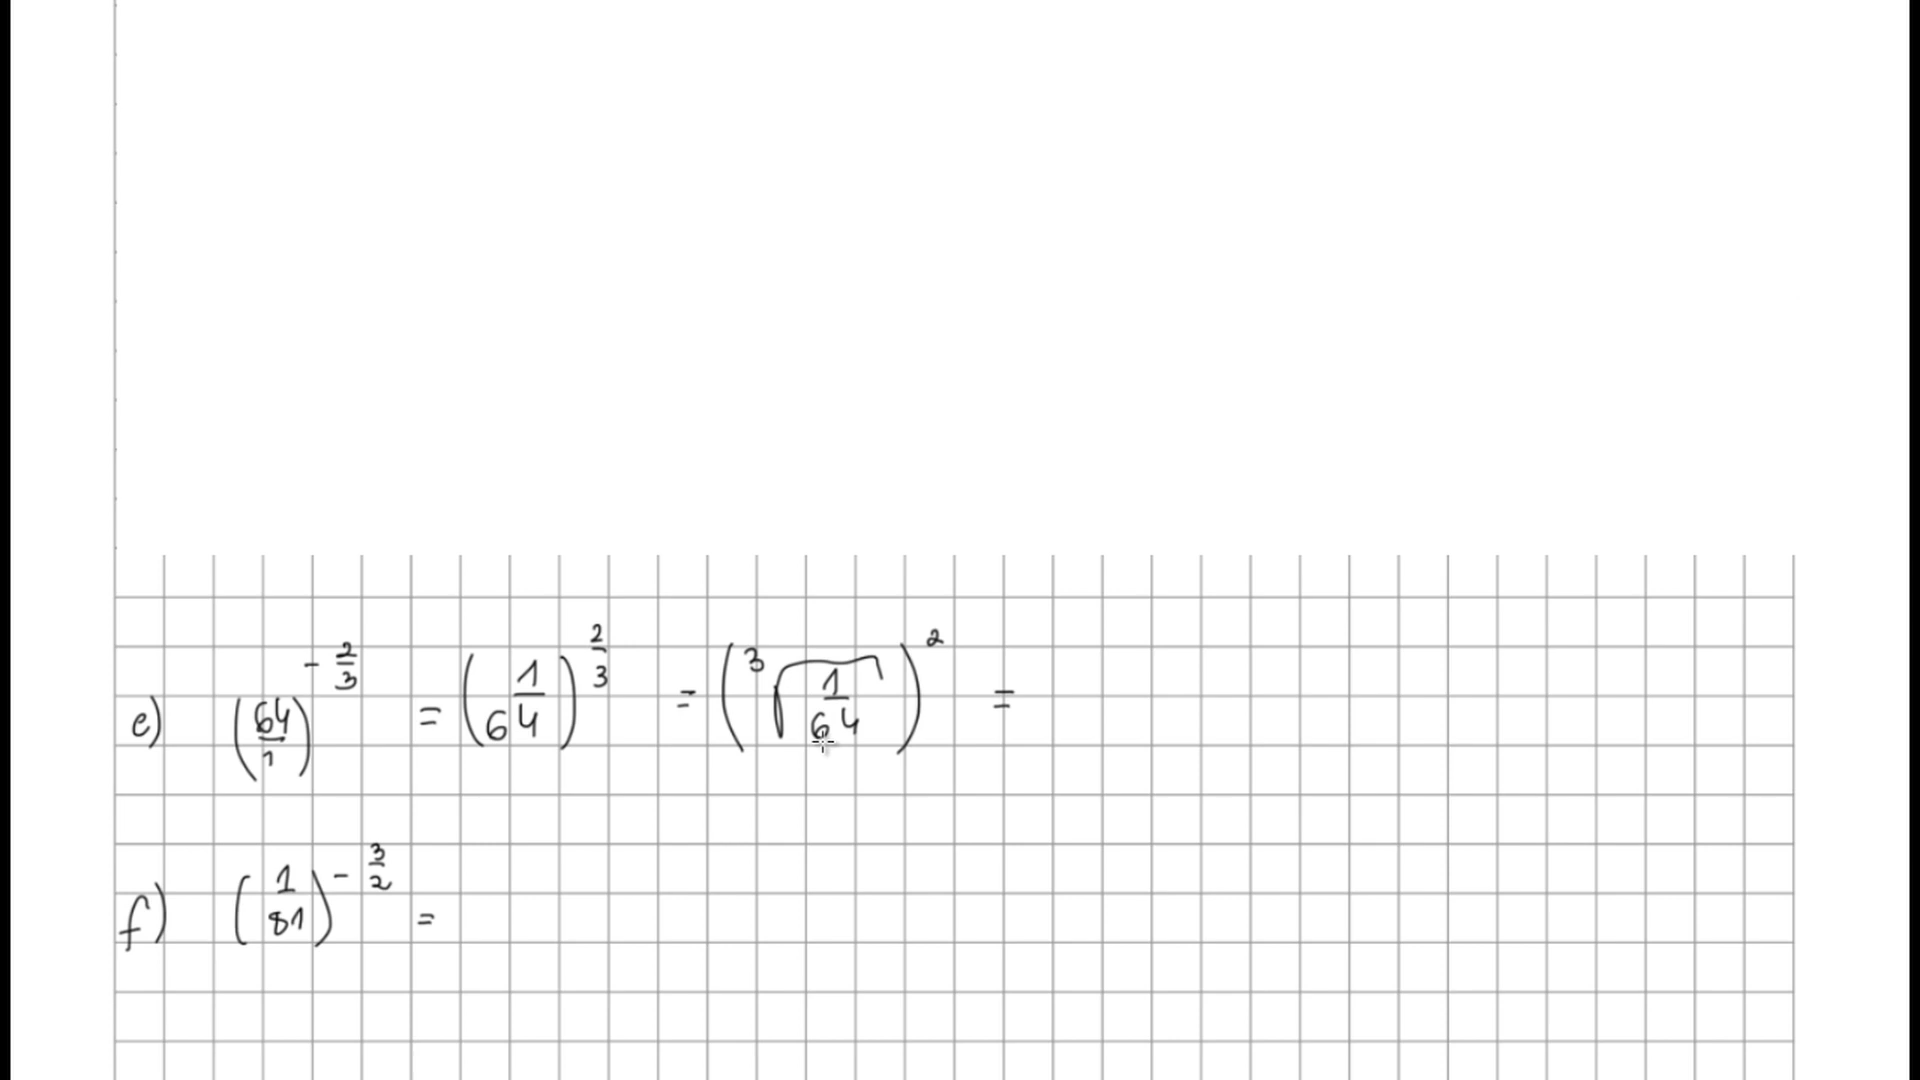 e) (64/1)^(- 2/3) = (1/64)^(2/3) = (³√(1/64))² =
f) (1/81)^(- 3/2) =